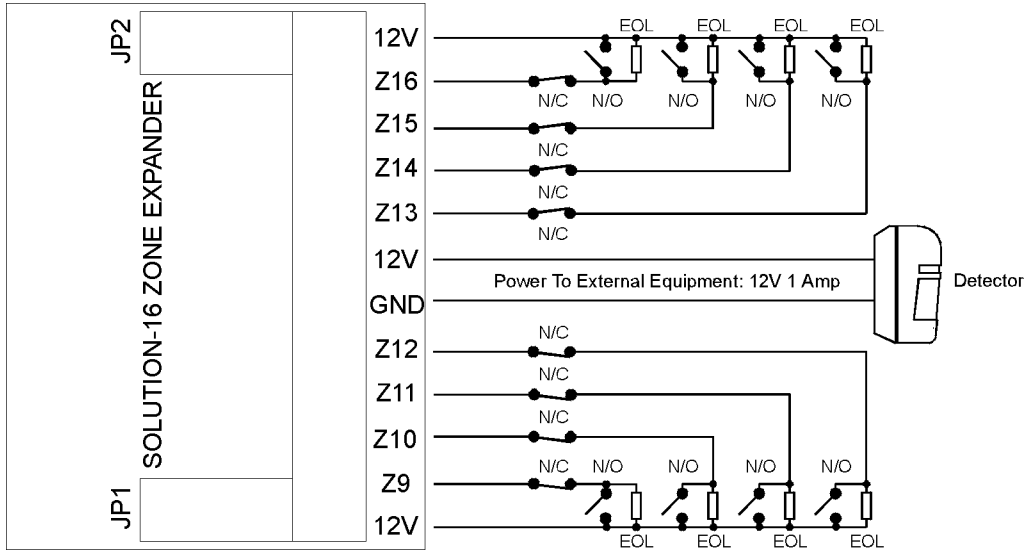 JP2
SOLUTION-16 ZONE EXPANDER
JP1
12V
Z16
Z15
Z14
Z13
12V
GND
Z12
Z11
Z10
Z9
12V
EOL EOL EOL EOL
N/C N/O N/O N/O N/O
N/C
N/C
N/C
Power To External Equipment: 12V 1 Amp
Detector
N/C
N/C
N/C
N/C N/O N/O N/O N/O
EOL EOL EOL EOL